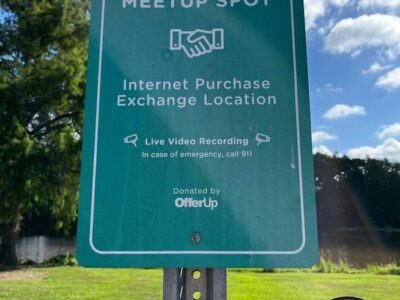 MEETUP SPOT
Internet Purchase
Exchange Location
Live Video Recording
In case of emergency, call 911
Donated by
OfferUp